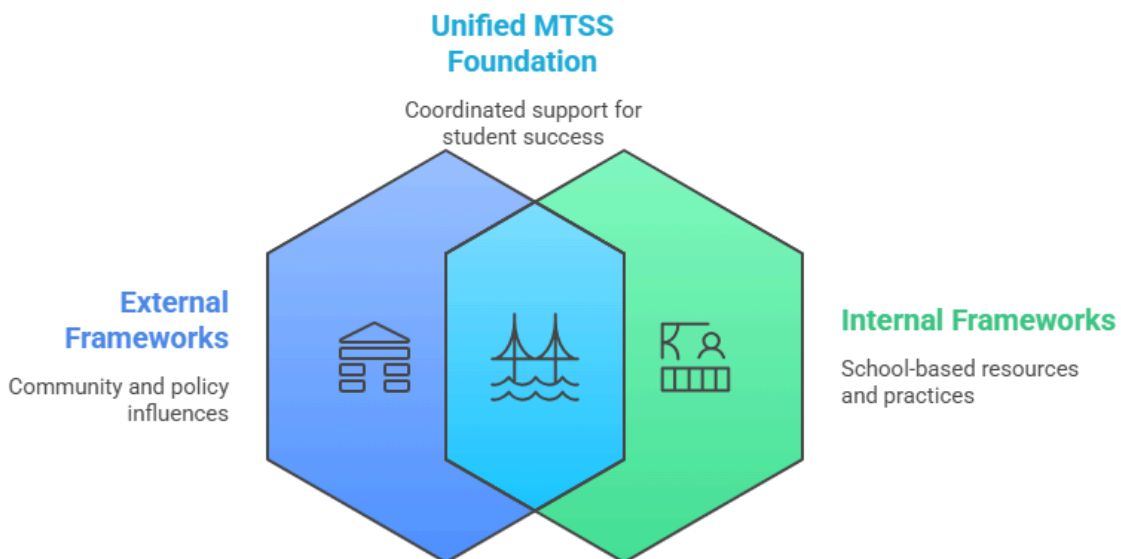 Unified MTSS
Foundation
Coordinated support for
student success
External
Frameworks
Community and policy
influences
Internal Frameworks
School-based resources
and practices